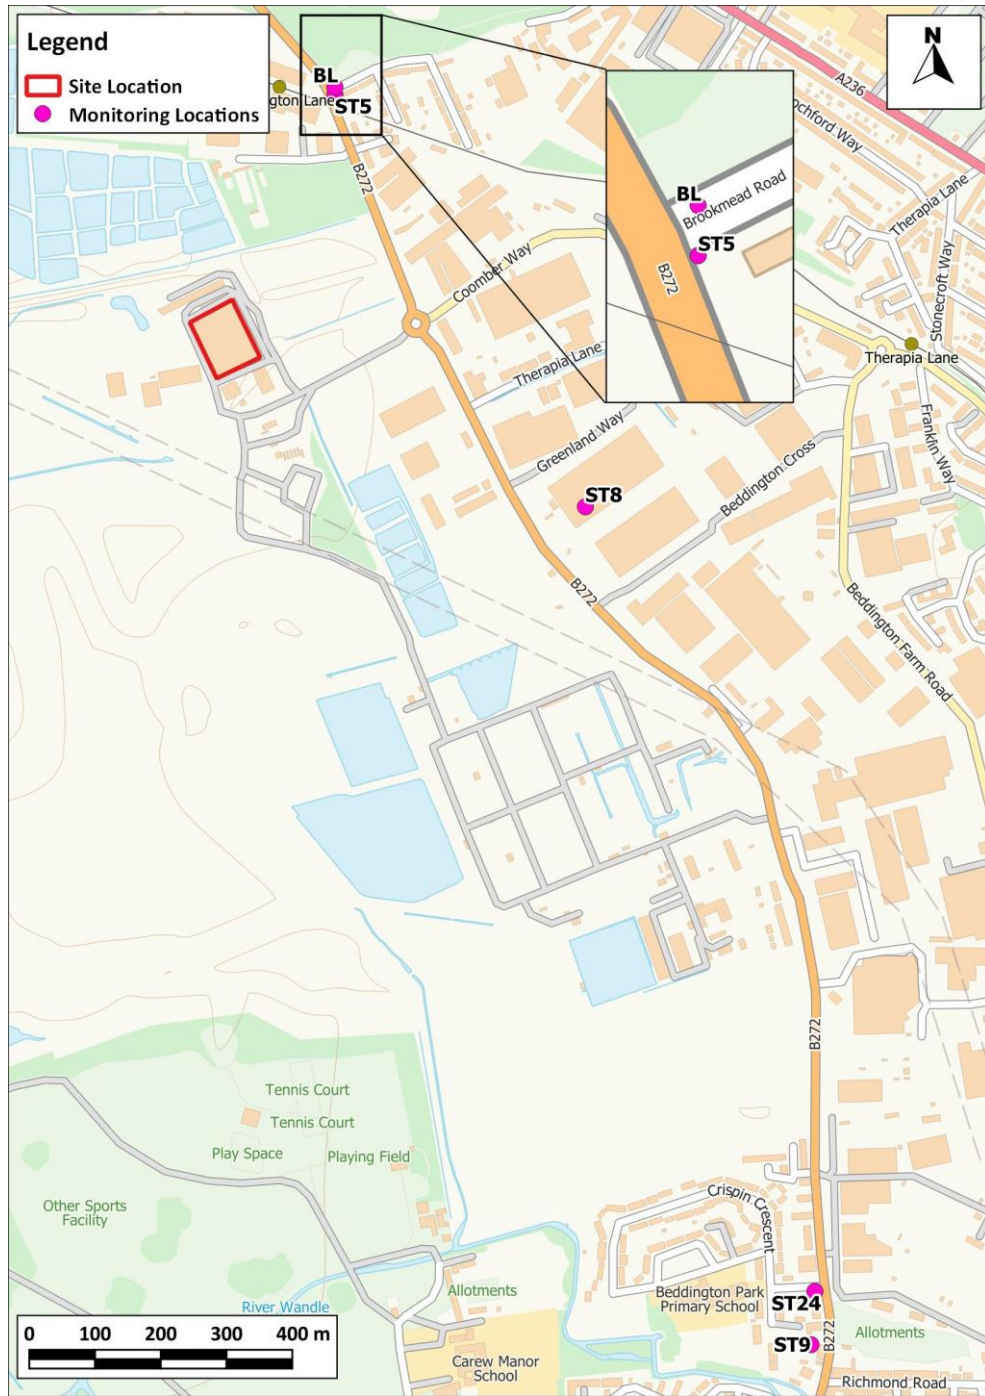 Legend
Site Location
Monitoring Locations
N
BL
ST5
gton Lane
B272
A236
ochford Way
Therapia Lane
Stonecroft Way
BL
Brookmead Road
ST5
B272
Coomber Way
Therapia Lane
Therapia Lane
Franklin Way
Greenland Way
Beddington Cross
ST8
B272
Beddington Farm Road
B272
Tennis Court
Tennis Court
Play Space
Playing Field
Other Sports
Facility
Crispin Crescent
Beddington Park
Primary School
ST24
Allotments
River Wandle
ST9
B272
Allotments
0 100 200 300 400 m
Carew Manor
School
Richmond Road